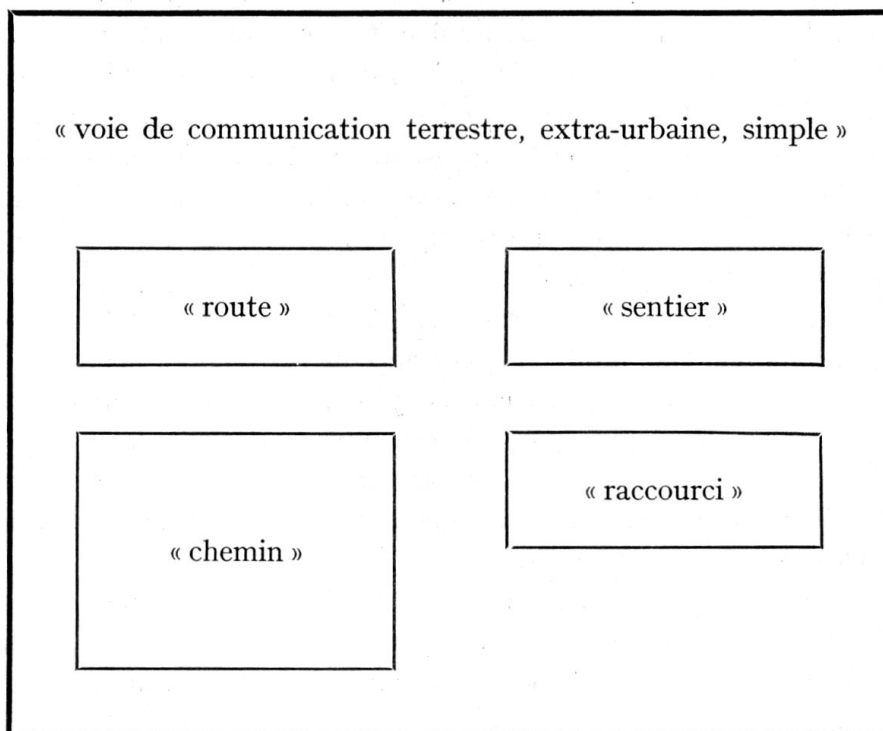 « voie de communication terrestre, extra-urbaine, simple »
« route »
« sentier »
« raccourci »
« chemin »